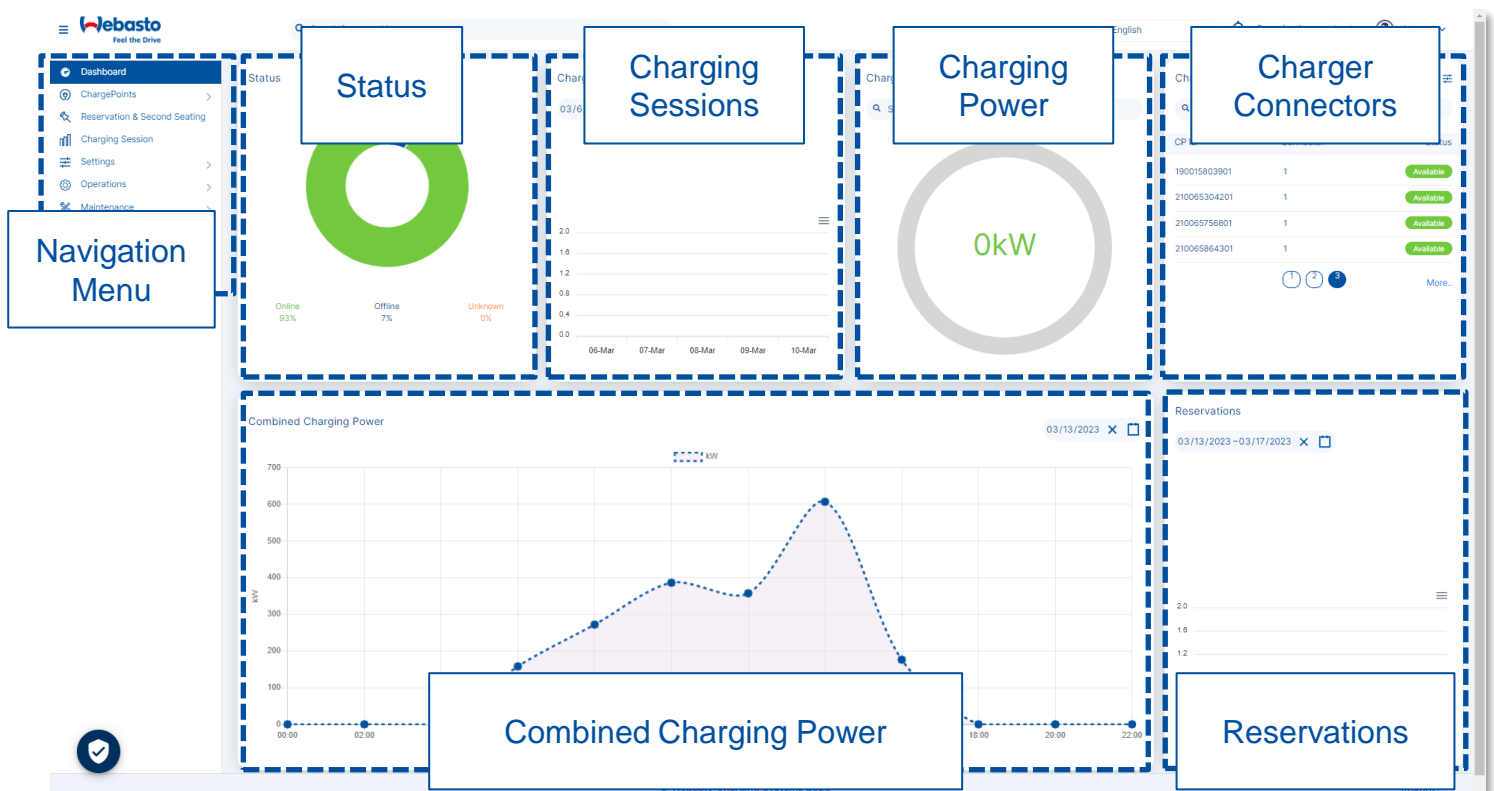 Webasto
Feel the Drive
English
Dashboard
ChargePoints
Reservation & Second Seating
Charging Session
Settings
Operations
Maintenance
Navigation
Menu
Status
Status
Online
93%
Offline
7%
Unknown
0%
Charging
Sessions
03/6
2.0
1.6
1.2
0.8
0.4
0.0
06-Mar
07-Mar
08-Mar
09-Mar
10-Mar
Charging
Power
0kW
Charger
Connectors
190015803901 1 Available
210065304201 1 Available
210065756801 1 Available
210065864301 1 Available
1 2 3
More..
Combined Charging Power
03/13/2023
kW
700
600
500
400
300
200
100
0
kW
00:00
02:00
18:00
20:00
22:00
Combined Charging Power
Reservations
03/13/2023 –03/17/2023
2.0
1.6
1.2
Reservations